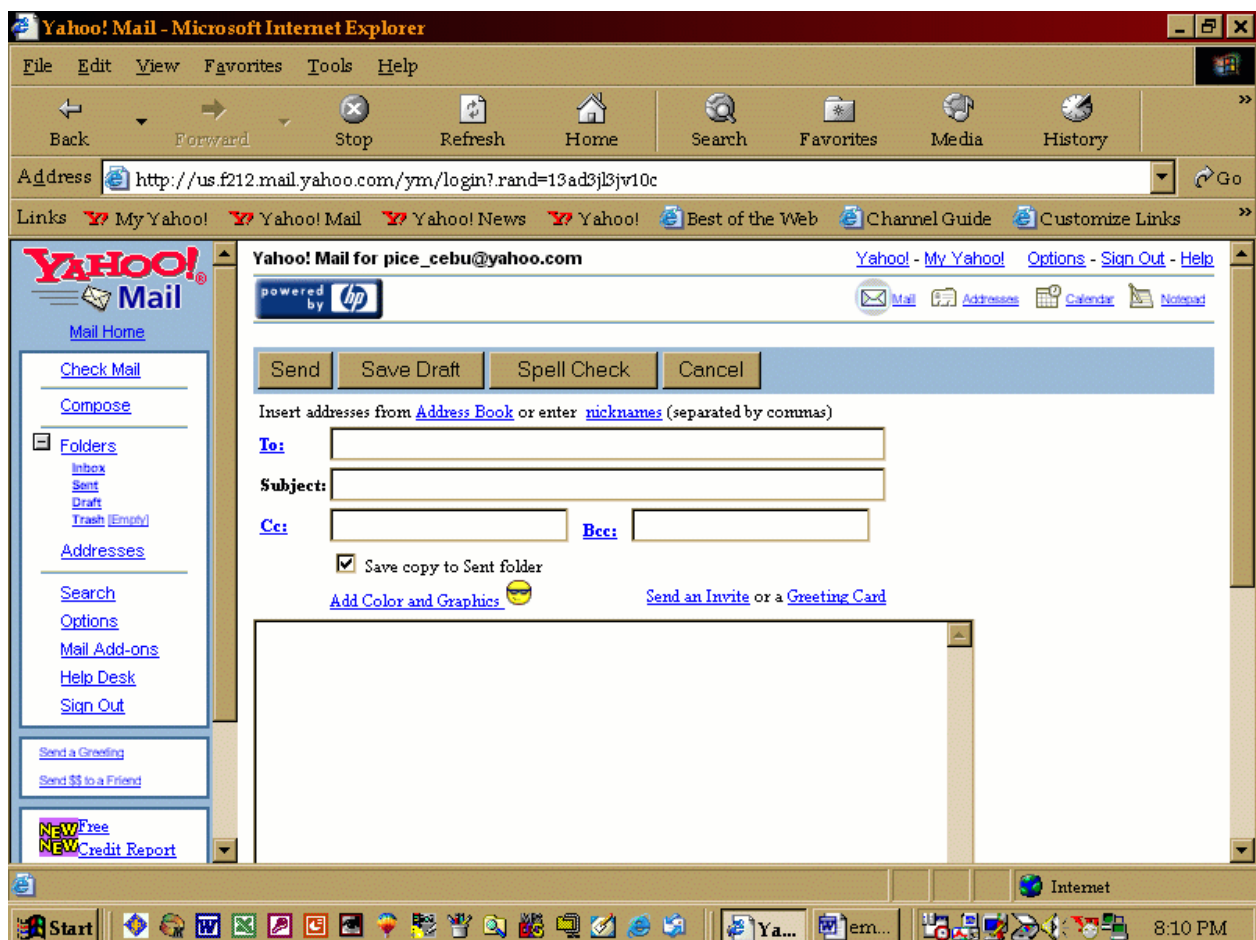 Yahoo! Mail - Microsoft Internet Explorer
File Edit View Favorites Tools Help
Back Forward Stop Refresh Home Search Favorites Media History »
Address http://us.f212.mail.yahoo.com/ym/login?.rand=13ad3jl3jv10c Go
Links My Yahoo! Yahoo! Mail Yahoo! News Yahoo! Best of the Web Channel Guide Customize Links »
YAHOO! ®
Mail
Mail Home
Check Mail
Compose
Folders
Inbox
Sent
Draft
Trash [Empty]
Addresses
Search
Options
Mail Add-ons
Help Desk
Sign Out
Send a Greeting
Send $$ to a Friend
NEW Free
NEW Credit Report
Yahoo! Mail for pice_cebu@yahoo.com Yahoo! - My Yahoo! Options - Sign Out - Help
powered by hp Mail Addresses Calendar Notepad
Send Save Draft Spell Check Cancel
Insert addresses from Address Book or enter nicknames (separated by commas)
To:
Subject:
Cc: Bcc:
Save copy to Sent folder
Add Color and Graphics Send an Invite or a Greeting Card
Internet
Start Ya... em... 8:10 PM